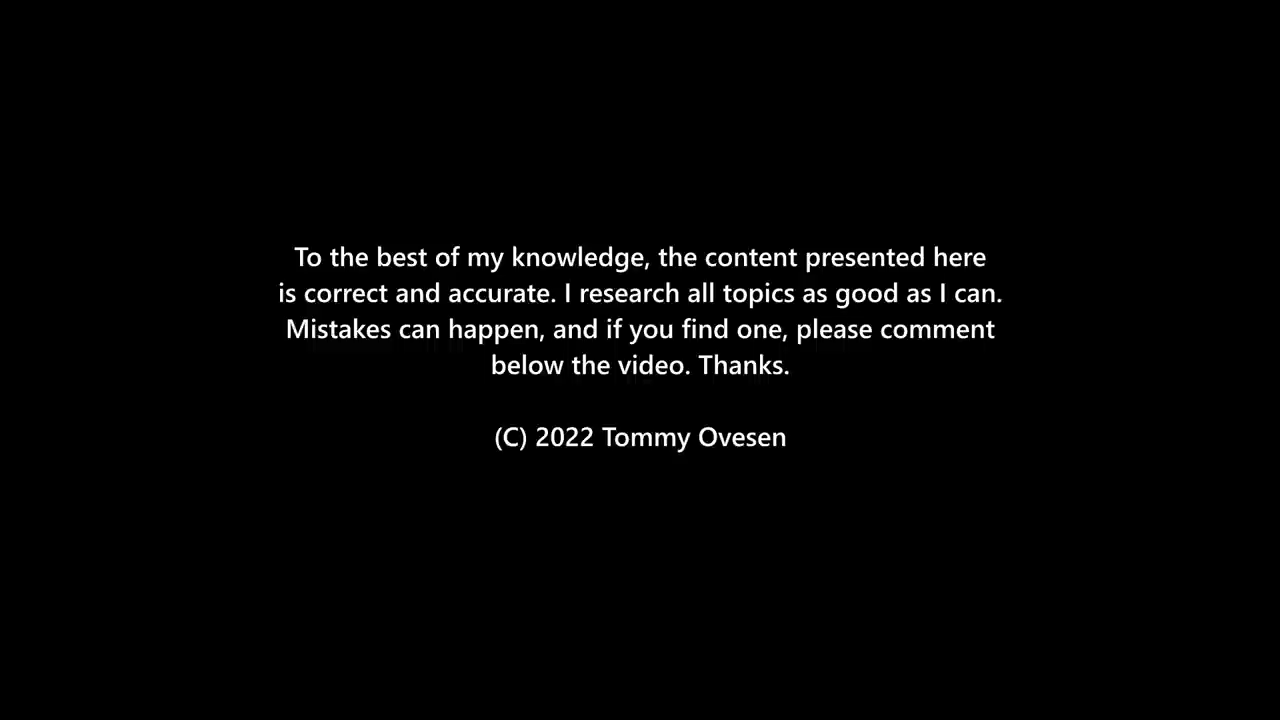 To the best of my knowledge, the content presented here
is correct and accurate. I research all topics as good as I can.
Mistakes can happen, and if you find one, please comment
below the video. Thanks.
(C) 2022 Tommy Ovesen